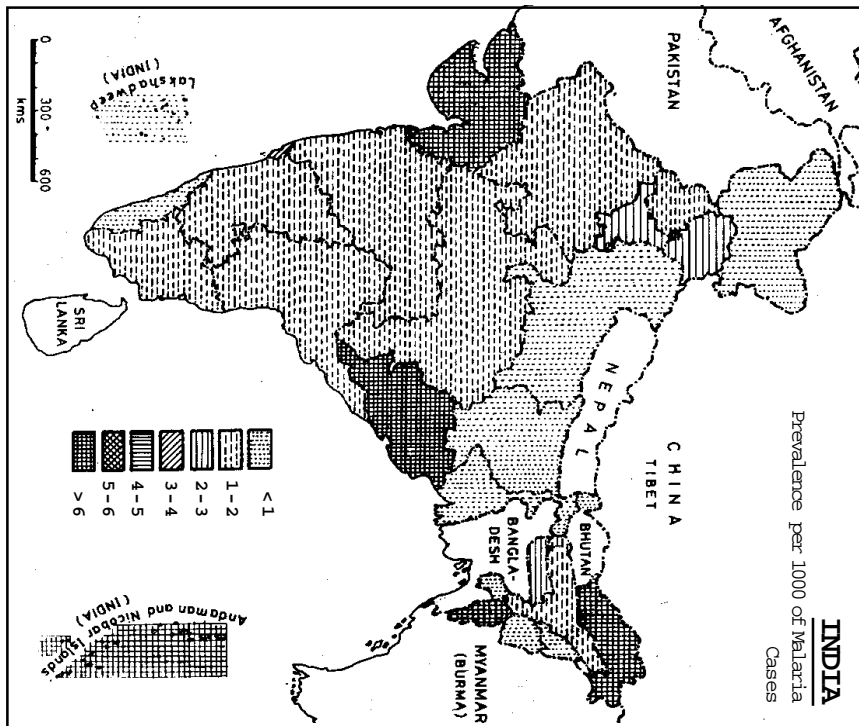 INDIA
Prevalence per 1000 of Malaria
Cases
AFGHANISTAN
PAKISTAN
CHINA
TIBET
NEPAL
BHUTAN
BANGLA-
DESH
MYANMAR
(BURMA)
SRI
LANKA
Lakshadweep
(INDIA)
0 300 600
kms
<1
1-2
2-3
3-4
4-5
5-6
>6
Andaman and Nicobar Islands
(INDIA)